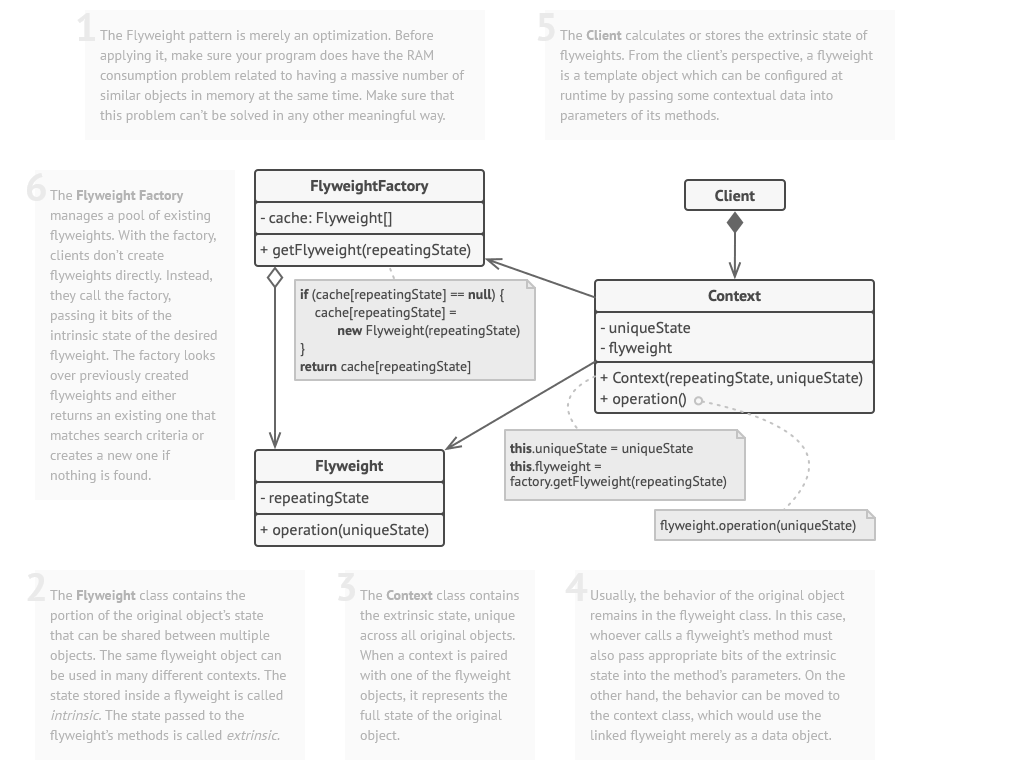 1
The Flyweight pattern is merely an optimization. Before
applying it, make sure your program does have the RAM
consumption problem related to having a massive number of
similar objects in memory at the same time. Make sure that
this problem can't be solved in any other meaningful way.
5
The Client calculates or stores the extrinsic state of
flyweights. From the client's perspective, a flyweight
is a template object which can be configured at
runtime by passing some contextual data into
parameters of its methods.
6
The Flyweight Factory
manages a pool of existing
flyweights. With the factory,
clients don't create
flyweights directly. Instead,
they call the factory,
passing it bits of the
intrinsic state of the desired
flyweight. The factory looks
over previously created
flyweights and either
returns an existing one that
matches search criteria or
creates a new one if
nothing is found.
FlyweightFactory
- cache: Flyweight[]
+ getFlyweight(repeatingState)
if (cache[repeatingState] == null) {
cache[repeatingState] =
new Flyweight(repeatingState)
}
return cache[repeatingState]
Client
Context
- uniqueState
- flyweight
+ Context(repeatingState, uniqueState)
+ operation()
this.uniqueState = uniqueState
this.flyweight =
factory.getFlyweight(repeatingState)
flyweight.operation(uniqueState)
Flyweight
- repeatingState
+ operation(uniqueState)
2
The Flyweight class contains the
portion of the original object's state
that can be shared between multiple
objects. The same flyweight object can
be used in many different contexts. The
state stored inside a flyweight is called
intrinsic. The state passed to the
flyweight's methods is called extrinsic.
3
The Context class contains
the extrinsic state, unique
across all original objects.
When a context is paired
with one of the flyweight
objects, it represents the
full state of the original
object.
4
Usually, the behavior of the original object
remains in the flyweight class. In this case,
whoever calls a flyweight's method must
also pass appropriate bits of the extrinsic
state into the method's parameters. On the
other hand, the behavior can be moved to
the context class, which would use the
linked flyweight merely as a data object.